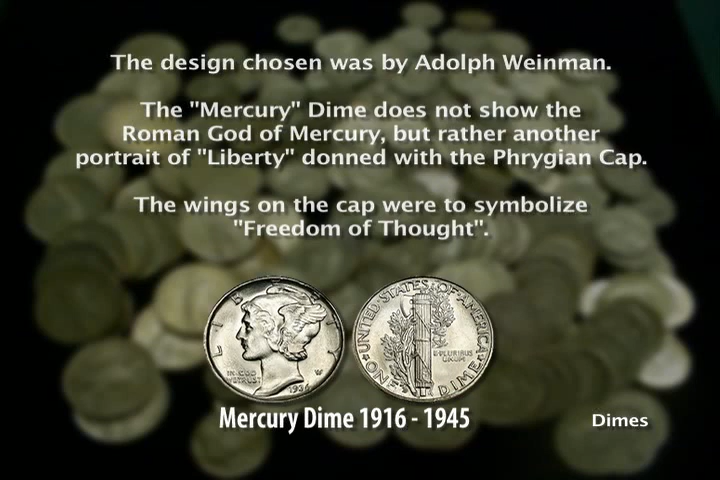 The design chosen was by Adolph Weinman.
The "Mercury" Dime does not show the
Roman God of Mercury, but rather another
portrait of "Liberty" donned with the Phrygian Cap.
The wings on the cap were to symbolize
"Freedom of Thought".
LIBERTY
IN GOD
WE TRUST
W
UNITED STATES OF AMERICA
E PLURIBUS
UNUM
ONE DIME
Mercury Dime 1916 - 1945
Dimes